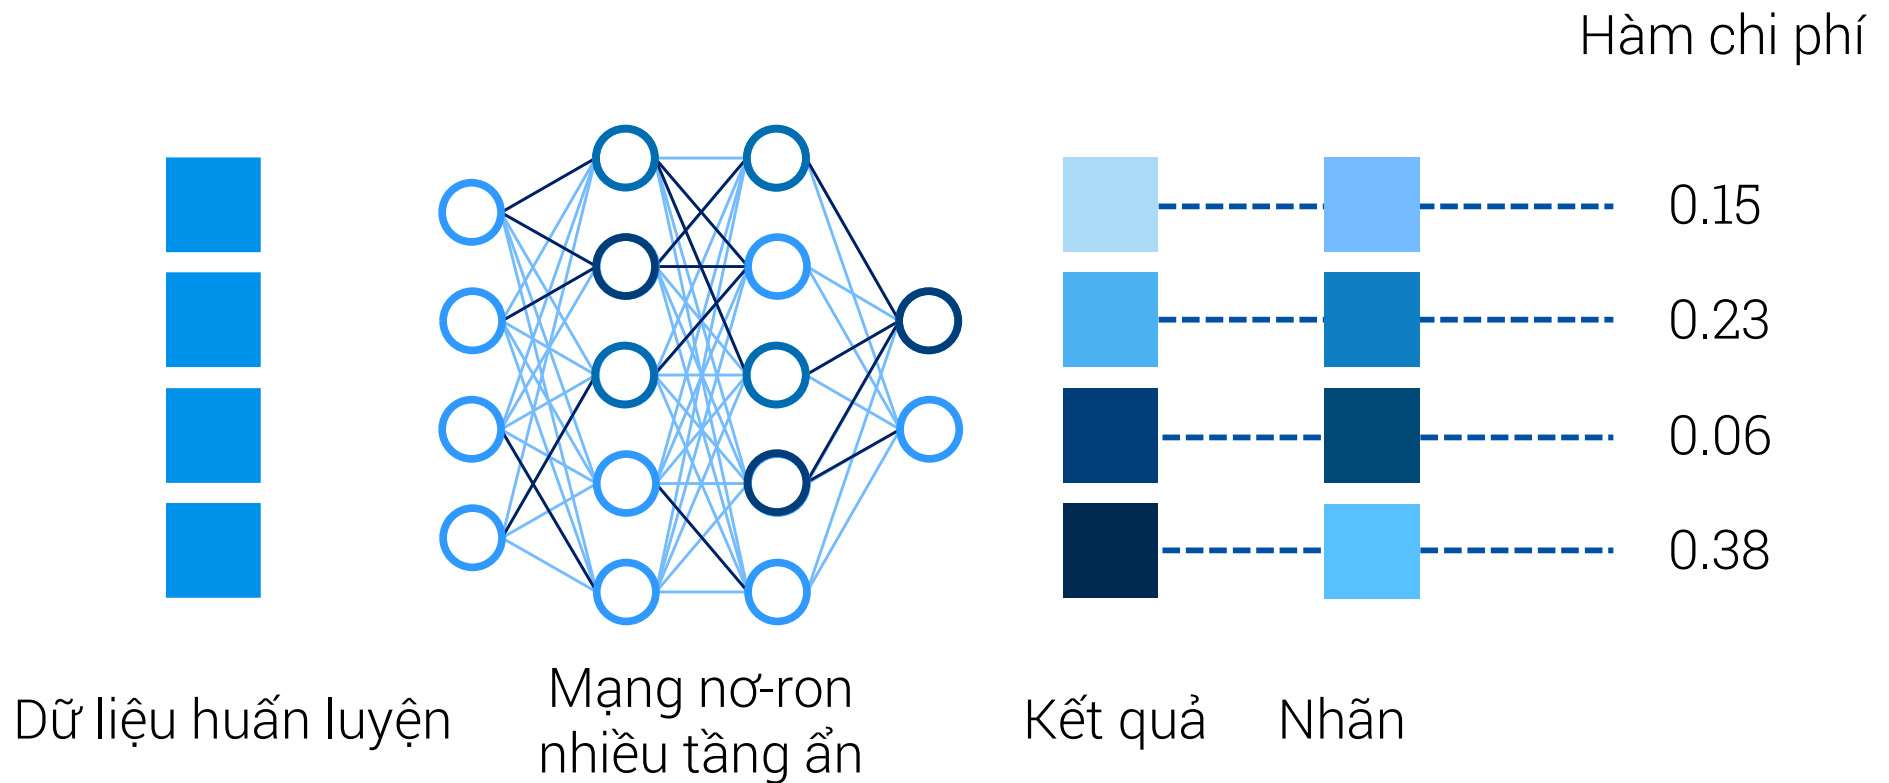 Hàm chi phí
0.15
0.23
0.06
0.38
Dữ liệu huấn luyện
Mạng nơ-ron
nhiều tầng ẩn
Kết quả
Nhãn